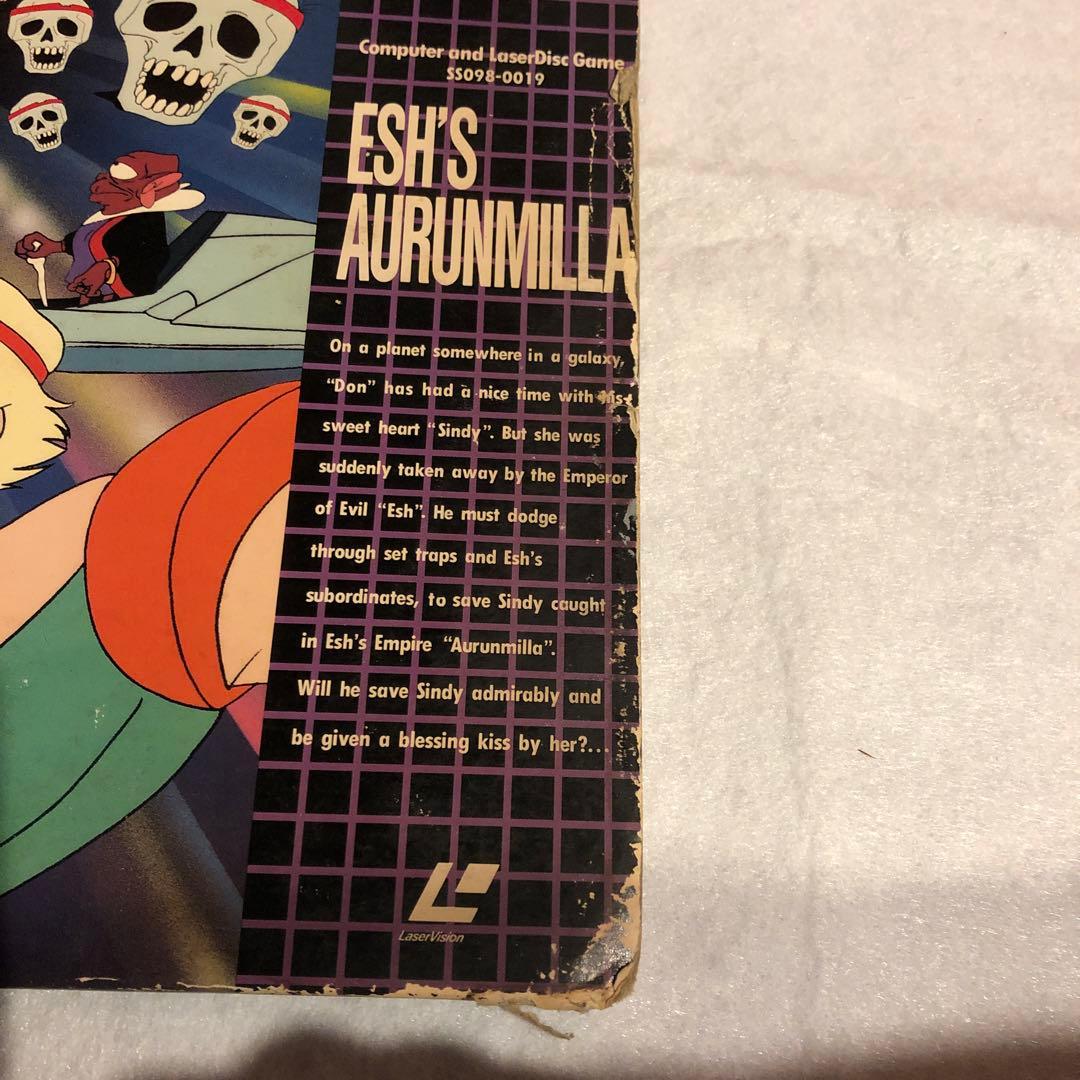 Computer and LaserDisc Game
SS098-0019
ESH'S
AURUNMILLA
On a planet somewhere in a galaxy,
"Don" has had a nice time with his
sweet heart "Sindy". But she was
suddenly taken away by the Emperor
of Evil "Esh". He must dodge
through set traps and Esh's
subordinates, to save Sindy caught
in Esh's Empire "Aurunmilla".
Will he save Sindy admirably and
be given a blessing kiss by her?...
LaserVision